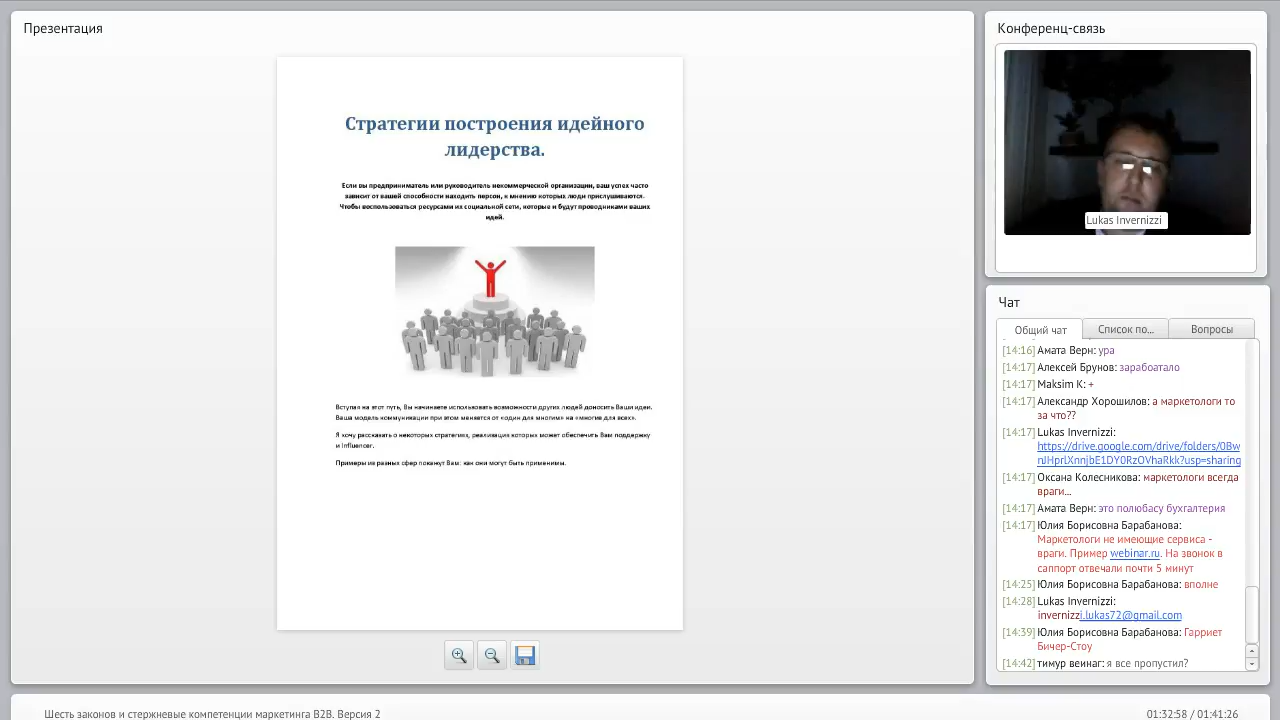 Презентация
Стратегии построения идейного
лидерства.
Если вы предприниматель или руководитель некоммерческой организации, ваш успех часто
зависит от вашей способности находить персон, к мнению которых люди прислушиваются.
Чтобы воспользоваться ресурсами их социальной сети, которые и будут проводниками ваших
идей.
Вступая на этот путь, Вы начинаете использовать возможности других людей доносить Ваши идеи.
Ваша модель коммуникации при этом меняется от «один для многих» на «многие для всех».
Я хочу рассказать о некоторых стратегиях, реализация которых может обеспечить Вам поддержку
и influencer.
Примеры из разных сфер покажут Вам: как они могут быть применимы.
Конференц-связь
Lukas Invernizzi
Чат
Общий чат
Список по...
Вопросы
[14:16] Амата Верн: ура
[14:17] Алексей Брунов: зарабоатало
[14:17] Maksim K: +
[14:17] Александр Хорошилов: а маркетологи то
за что??
[14:17] Lukas Invernizzi:
https://drive.google.com/drive/folders/0Bw
nJHprlXnnjbE1DY0RzOVhaRkk?usp=sharing
[14:17] Оксана Колесникова: маркетологи всегда
враги...
[14:17] Амата Верн: это полюбасу бухгалтерия
[14:17] Юлия Борисовна Барабанова:
Маркетологи не имеющие сервиса -
враги. Пример webinar.ru. На звонок в
саппорт отвечали почти 5 минут
[14:25] Юлия Борисовна Барабанова: вполне
[14:28] Lukas Invernizzi:
invernizzi.lukas72@gmail.com
[14:39] Юлия Борисовна Барабанова: Гарриет
Бичер-Стоу
[14:42] тимур веинаг: я все пропустил?
Шесть законов и стержневые компетенции маркетинга B2B. Версия 2
01:32:58 / 01:41:26